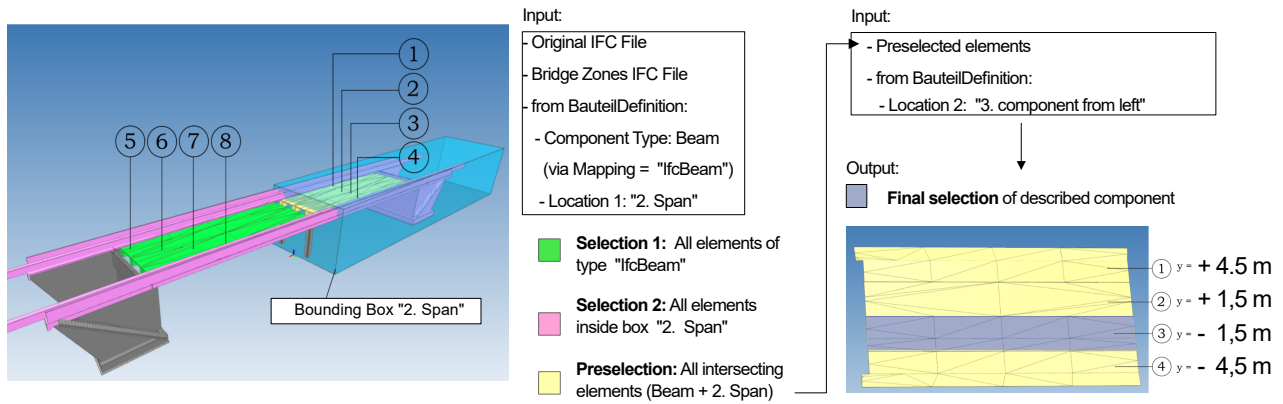 1
2
3
4
5
6
7
8
Bounding Box "2. Span"
Input:
- Original IFC File
- Bridge Zones IFC File
- from BauteilDefinition:
- Component Type: Beam
(via Mapping = "IfcBeam")
- Location 1: "2. Span"
Selection 1: All elements of
type "IfcBeam"
Selection 2: All elements
inside box "2. Span"
Preselection: All intersecting
elements (Beam + 2. Span)
Input:
- Preselected elements
- from BauteilDefinition:
- Location 2: "3. component from left"
Output:
Final selection of described component
1 y = + 4.5 m
2 y = + 1,5 m
3 y = - 1,5 m
4 y = - 4,5 m